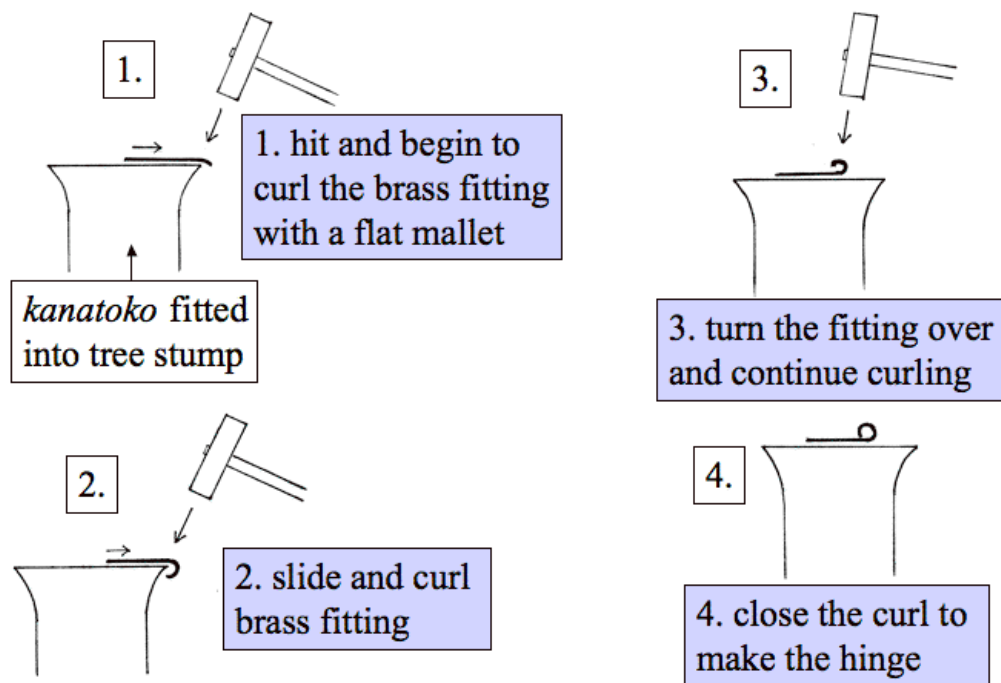 1.
1. hit and begin to
curl the brass fitting
with a flat mallet
kanatoko fitted
into tree stump
2.
2. slide and curl
brass fitting
3.
3. turn the fitting over
and continue curling
4.
4. close the curl to
make the hinge